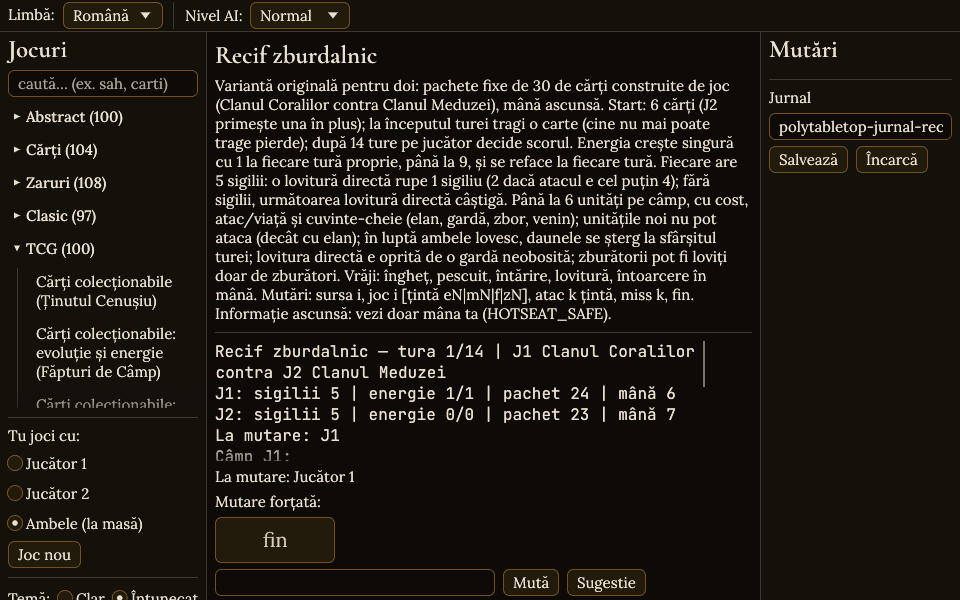 Limbă: Română ▼ Nivel AI: Normal ▼
Jocuri
caută... (ex. sah, carti)
▸ Abstract (100)
▸ Cărți (104)
▸ Zaruri (108)
▸ Clasic (97)
▾ TCG (100)
Cărți colecționabile
(Ținutul Cenușiu)
Cărți colecționabile:
evoluție și energie
(Făpturi de Câmp)
Cărți colecționabile:
Tu joci cu:
Jucător 1
Jucător 2
Ambele (la masă)
Joc nou
Temă: Clar Întunecat
Recif zburdalnic
Variantă originală pentru doi: pachete fixe de 30 de cărți construite de joc
(Clanul Coralilor contra Clanul Meduzei), mână ascunsă. Start: 6 cărți (J2
primește una în plus); la începutul turei tragi o carte (cine nu mai poate
trage pierde); după 14 ture pe jucător decide scorul. Energia crește singură
cu 1 la fiecare tură proprie, până la 9, și se reface la fiecare tură. Fiecare are
5 sigilii: o lovitură directă rupe 1 sigiliu (2 dacă atacul e cel puțin 4); fără
sigilii, următoarea lovitură directă câștigă. Până la 6 unități pe câmp, cu cost,
atac/viață și cuvinte-cheie (elan, gardă, zbor, venin); unitățile noi nu pot
ataca (decât cu elan); în luptă ambele lovesc, daunele se șterg la sfârșitul
turei; lovitura directă e oprită de o gardă neobosită; zburătorii pot fi loviți
doar de zburători. Vrăji: îngheț, pescuit, întărire, lovitură, întoarcere în
mână. Mutări: sursa i, joc i [țintă eN|mN|f|zN], atac k țintă, miss k, fin.
Informație ascunsă: vezi doar mâna ta (HOTSEAT_SAFE).
Recif zburdalnic — tura 1/14 | J1 Clanul Coralilor
contra J2 Clanul Meduzei
J1: sigilii 5 | energie 1/1 | pachet 24 | mână 6
J2: sigilii 5 | energie 0/0 | pachet 23 | mână 7
La mutare: J1
Câmp J1:
La mutare: Jucător 1
Mutare forțată:
fin
Mută Sugestie
Mutări
Jurnal
polytabletop-jurnal-rec
Salvează Încarcă